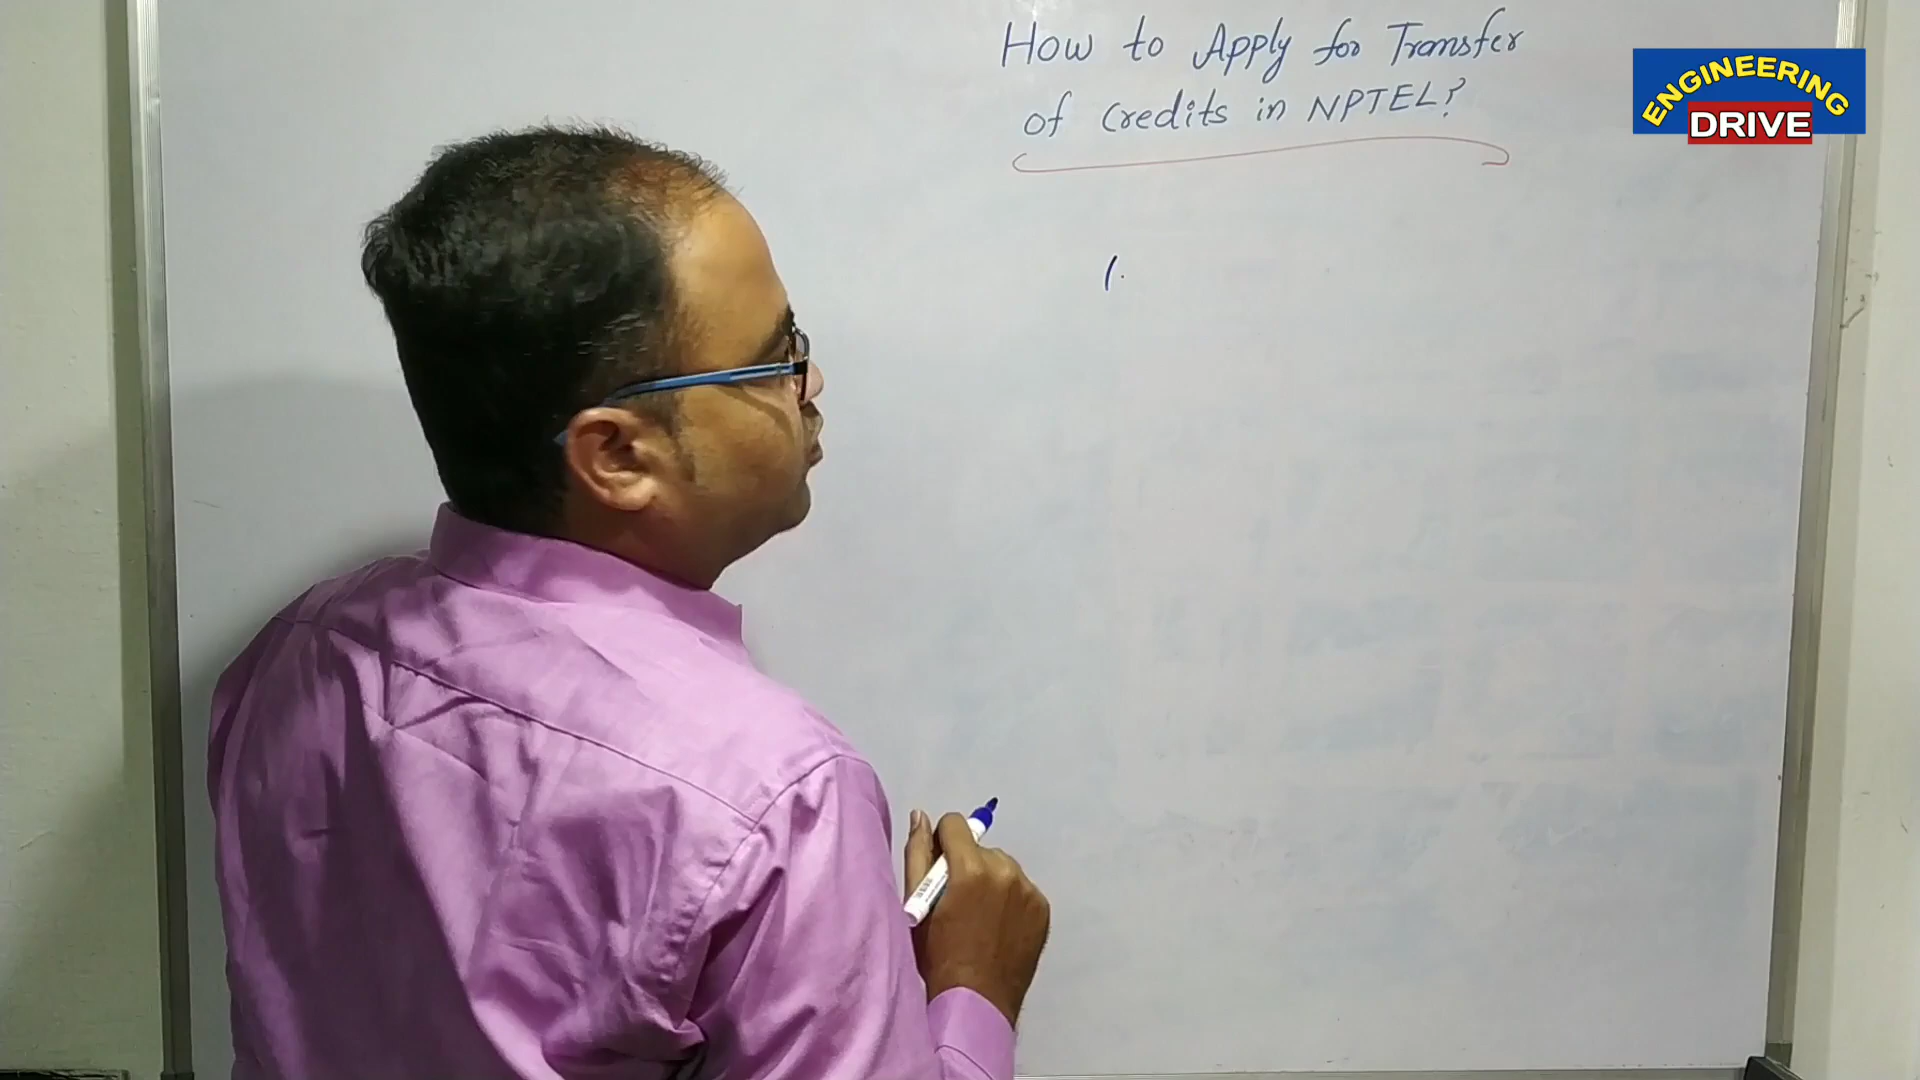 How to Apply for Transfer
of Credits in NPTEL?
1.
ENGINEERING
DRIVE